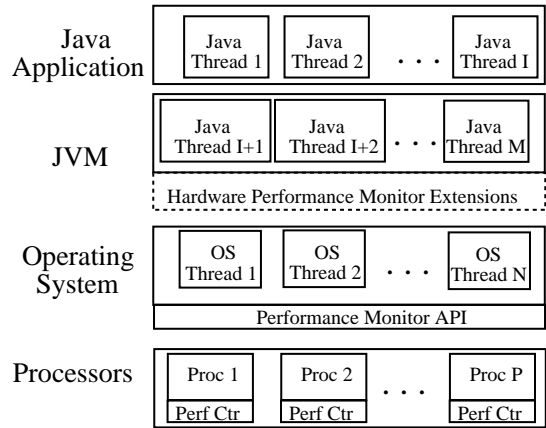 Java
Application
Java
Thread 1
Java
Thread 2
. . .
Java
Thread I
JVM
Java
Thread I+1
Java
Thread I+2
. . .
Java
Thread M
Hardware Performance Monitor Extensions
Operating
System
OS
Thread 1
OS
Thread 2
. . .
OS
Thread N
Performance Monitor API
Processors
Proc 1
Perf Ctr
Proc 2
Perf Ctr
. . .
Proc P
Perf Ctr